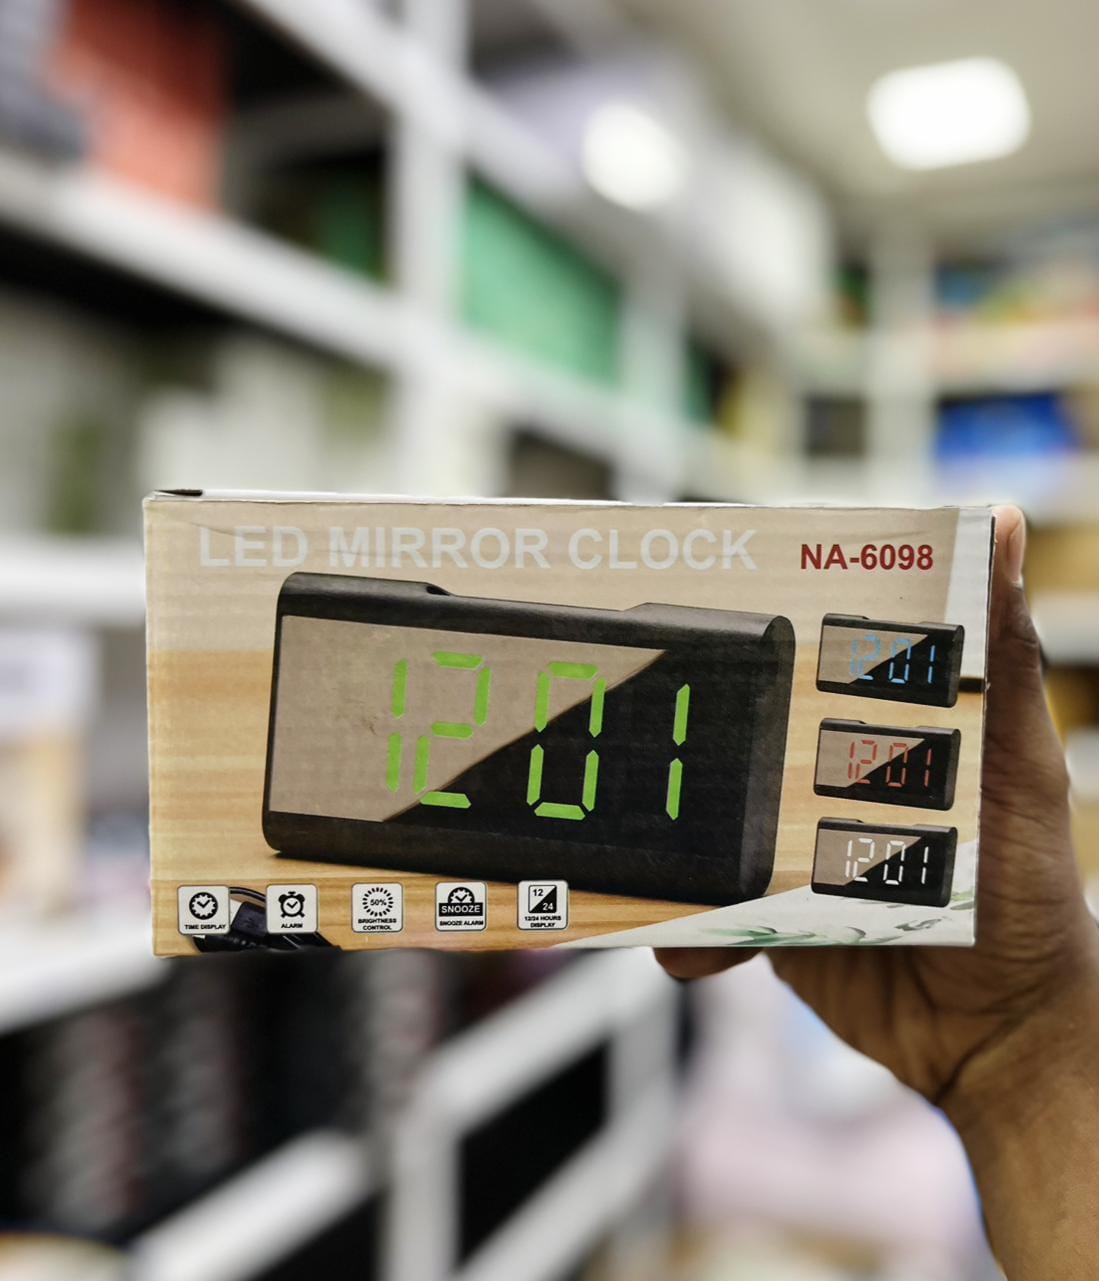 LED MIRROR CLOCK
NA-6098
12 01
12 01
12 01
12 01
TIME DISPLAY
ALARM
50%
BRIGHTNESS
CONTROL
SNOOZE
SNOOZE ALARM
12
24
12/24 HOURS
DISPLAY